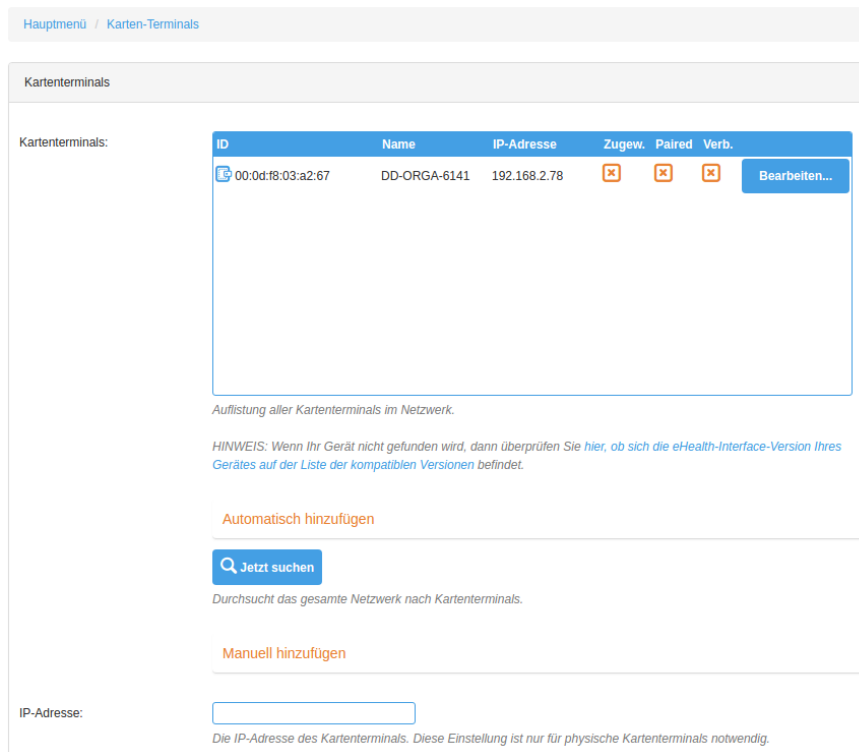 Hauptmenü / Karten-Terminals
Kartenterminals
Kartenterminals:
ID Name IP-Adresse Zugew. Paired Verb.
00:0d:f8:03:a2:67 DD-ORGA-6141 192.168.2.78 Bearbeiten...
Auflistung aller Kartenterminals im Netzwerk.
HINWEIS: Wenn Ihr Gerät nicht gefunden wird, dann überprüfen Sie hier, ob sich die eHealth-Interface-Version Ihres
Gerätes auf der Liste der kompatiblen Versionen befindet.
Automatisch hinzufügen
Jetzt suchen
Durchsucht das gesamte Netzwerk nach Kartenterminals.
Manuell hinzufügen
IP-Adresse:
Die IP-Adresse des Kartenterminals. Diese Einstellung ist nur für physische Kartenterminals notwendig.